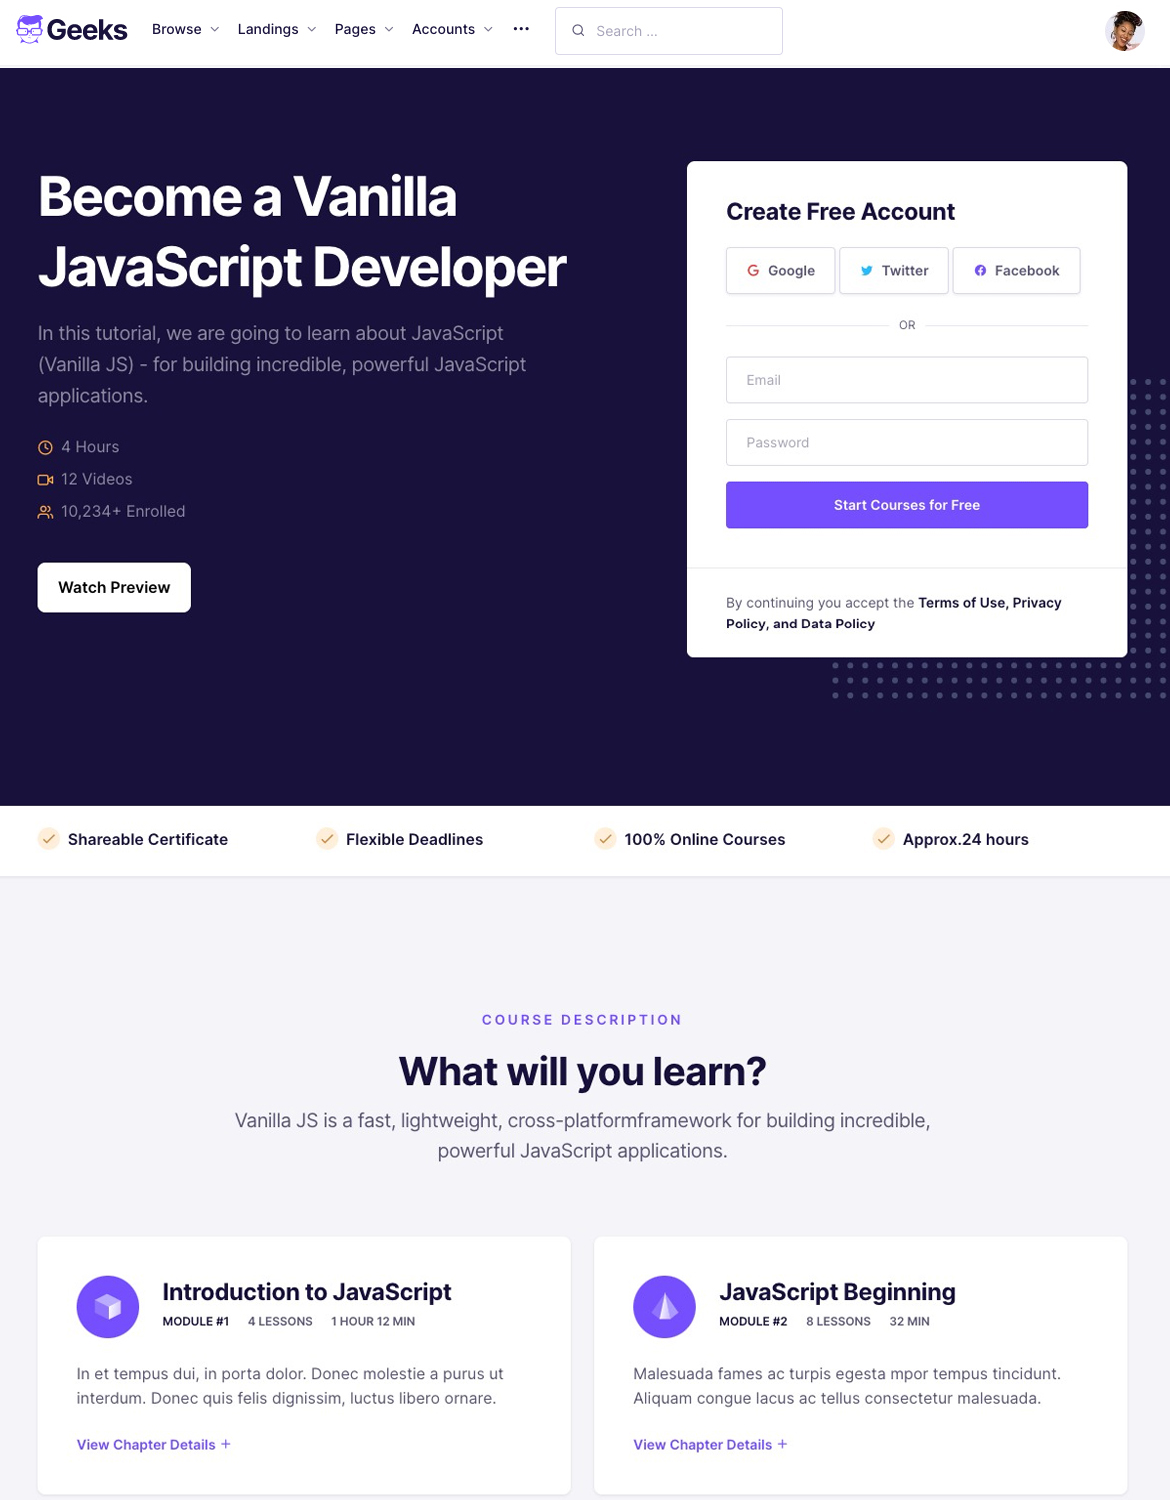 Geeks
Browse
Landings
Pages
Accounts
Search ...
Become a Vanilla
JavaScript Developer
In this tutorial, we are going to learn about JavaScript
(Vanilla JS) - for building incredible, powerful JavaScript
applications.
4 Hours
12 Videos
10,234+ Enrolled
Watch Preview
Create Free Account
Google
Twitter
Facebook
OR
Email
Password
Start Courses for Free
By continuing you accept the Terms of Use, Privacy
Policy, and Data Policy
Shareable Certificate
Flexible Deadlines
100% Online Courses
Approx.24 hours
COURSE DESCRIPTION
What will you learn?
Vanilla JS is a fast, lightweight, cross-platformframework for building incredible,
powerful JavaScript applications.
Introduction to JavaScript
MODULE #1 4 LESSONS 1 HOUR 12 MIN
In et tempus dui, in porta dolor. Donec molestie a purus ut
interdum. Donec quis felis dignissim, luctus libero ornare.
View Chapter Details +
JavaScript Beginning
MODULE #2 8 LESSONS 32 MIN
Malesuada fames ac turpis egesta mpor tempus tincidunt.
Aliquam congue lacus ac tellus consectetur malesuada.
View Chapter Details +